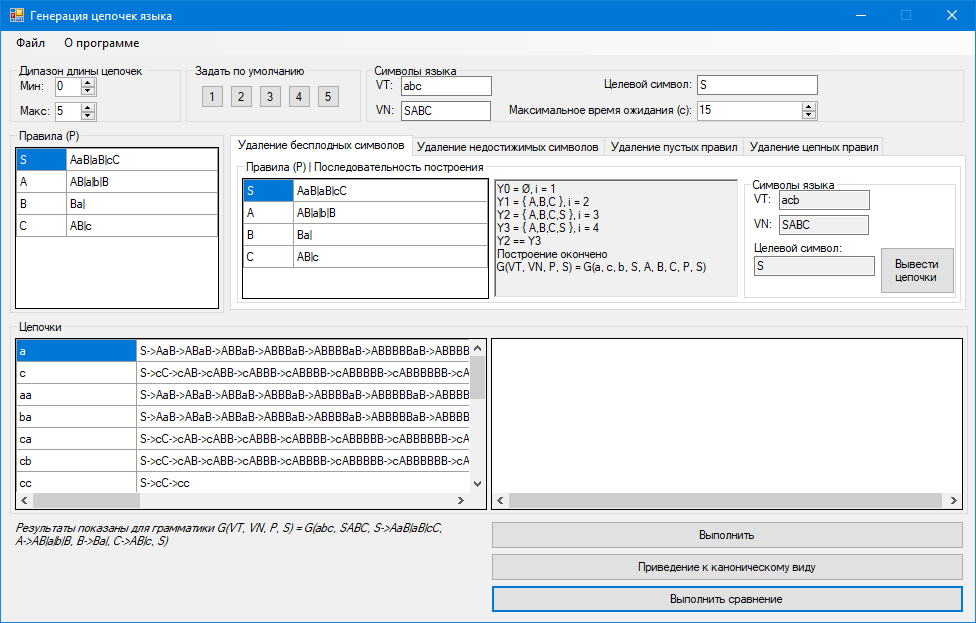 Генерация цепочек языка
Файл О программе
Дипазон длины цепочек
Мин: 0
Макс: 5
Задать по умолчанию
1 2 3 4 5
Символы языка
VT: abc
VN: SABC
Целевой символ: S
Максимальное время ожидания (с): 15
Правила (P)
S AaB|aB|cC
A AB|a|b|B
B Ba|
C AB|c
Удаление бесплодных символов Удаление недостижимых символов Удаление пустых правил Удаление цепных правил
Правила (P) | Последовательность построения
S AaB|aB|cC
A AB|a|b|B
B Ba|
C AB|c
Y0 = Ø, i = 1
Y1 = { A,B,C }, i = 2
Y2 = { A,B,C,S }, i = 3
Y3 = { A,B,C,S }, i = 4
Y2 == Y3
Построение окончено
G(VT, VN, P, S) = G(a, c, b, S, A, B, C, P, S)
Символы языка
VT: acb
VN: SABC
Целевой символ:
S
Вывести
цепочки
Цепочки
a S->AaB->ABaB->ABBaB->ABBBaB->ABBBBaB->ABBBBBaB->ABBBB
c S->cC->cAB->cABB->cABBB->cABBBB->cABBBBB->cABBBBBB->cA
aa S->AaB->ABaB->ABBaB->ABBBaB->ABBBBaB->ABBBBBaB->ABBBB
ba S->AaB->ABaB->ABBaB->ABBBaB->ABBBBaB->ABBBBBaB->ABBBB
ca S->cC->cAB->cABB->cABBB->cABBBB->cABBBBB->cABBBBBB->cA
cb S->cC->cAB->cABB->cABBB->cABBBB->cABBBBB->cABBBBBB->cA
cc S->cC->cc
Результаты показаны для грамматики G(VT, VN, P, S) = G(abc, SABC, S->AaB|aB|cC,
A->AB|a|b|B, B->Ba|, C->AB|c, S)
Выполнить
Приведение к каноническому виду
Выполнить сравнение